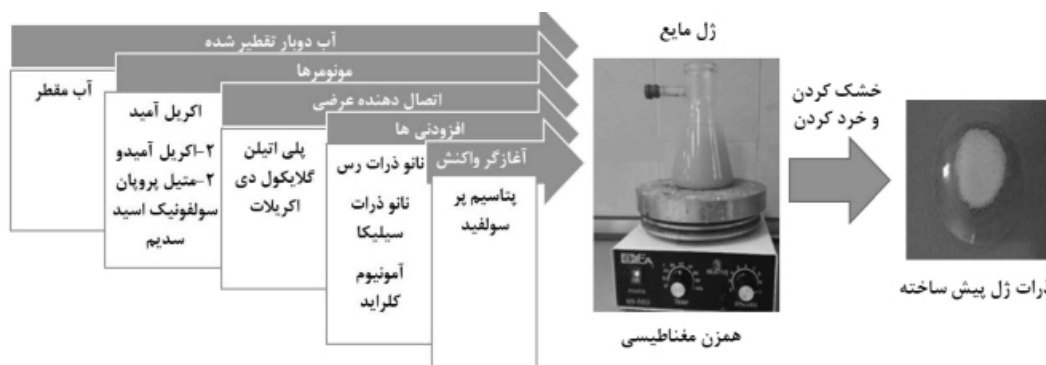 آب دوبار تقطیر شده
آب مقطر
مونومرها
اکریل آمید
۲-اکریل آمیدو
۲-متیل پروپان
سولفونیک اسید
سدیم
اتصال دهنده عرضی
پلی اتیلن
گلایکول دی
اکریلات
افزودنی ها
نانو ذرات رس
نانو ذرات
سیلیکا
آمونیوم
کلراید
آغازگر واکنش
پتاسیم پر
سولفید
ژل مایع
همزن مغناطیسی
خشک کردن
و خرد کردن
ذرات ژل پیش ساخته